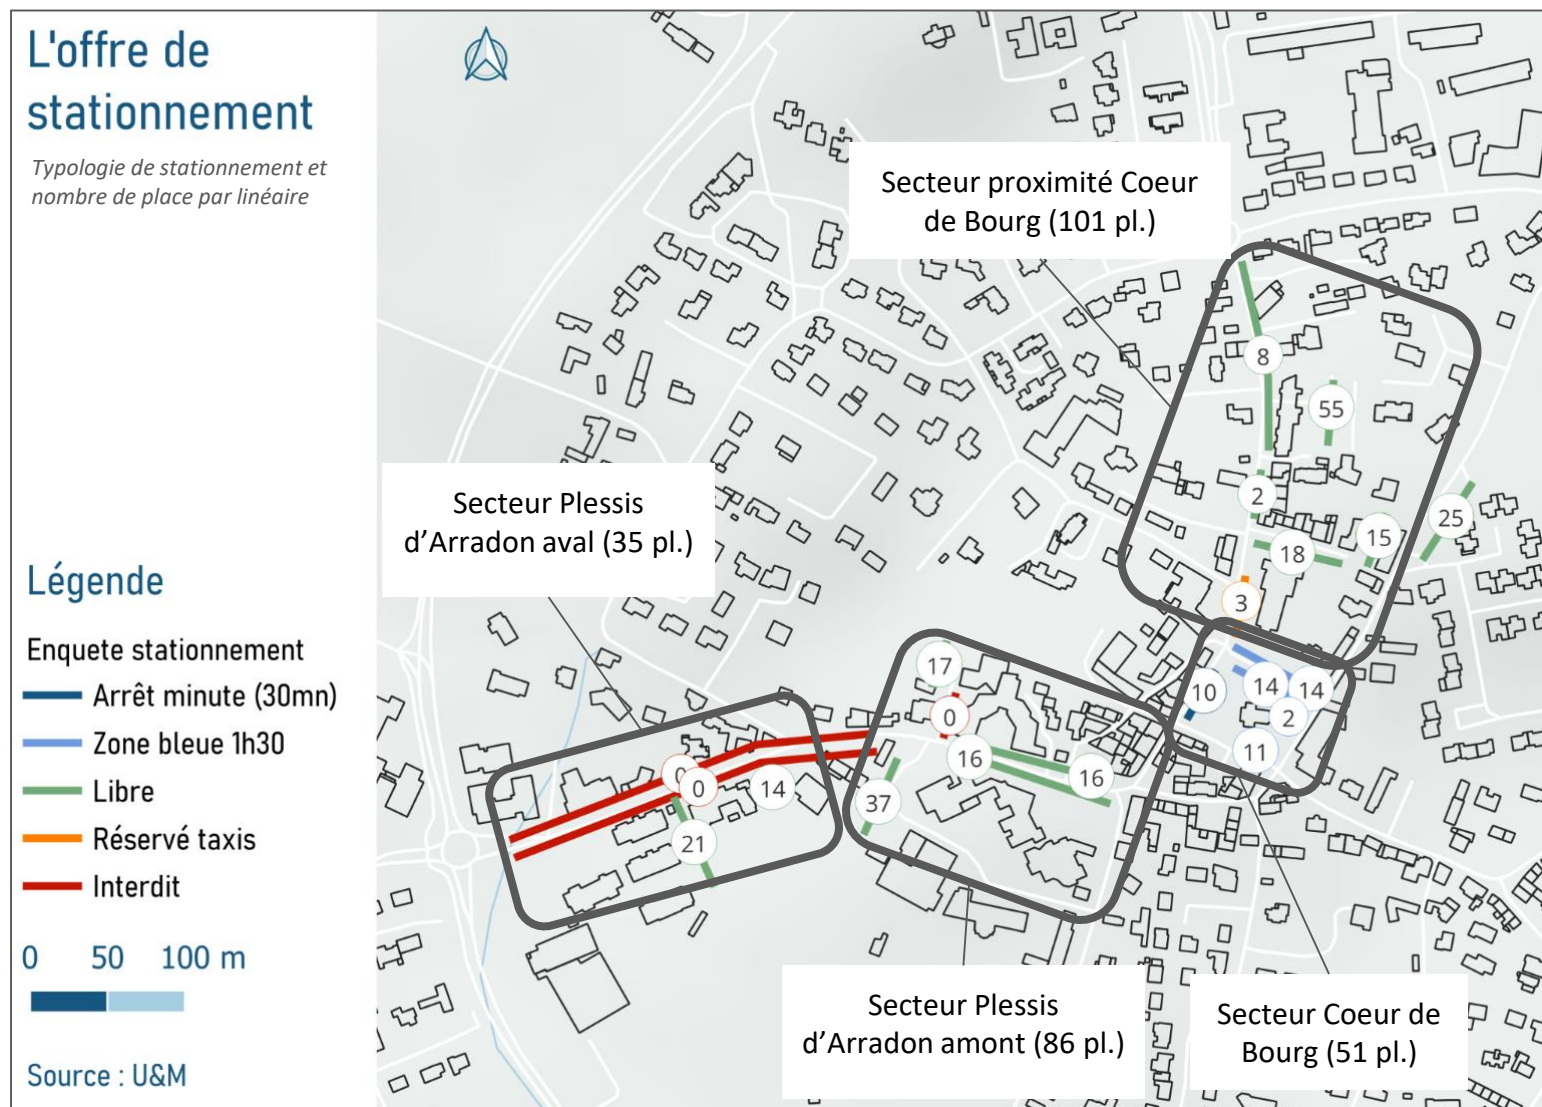 L'offre de
stationnement
Typologie de stationnement et
nombre de place par linéaire
Secteur proximité Coeur
de Bourg (101 pl.)
8
55
2
25
15
18
3
Secteur Plessis
d’Arradon aval (35 pl.)
Légende
Enquete stationnement
Arrêt minute (30mn)
Zone bleue 1h30
Libre
Réservé taxis
Interdit
0 50 100 m
Source : U&M
17
0
16
16
37
10
14
14
2
11
0
0
14
21
Secteur Plessis
d’Arradon amont (86 pl.)
Secteur Coeur de
Bourg (51 pl.)